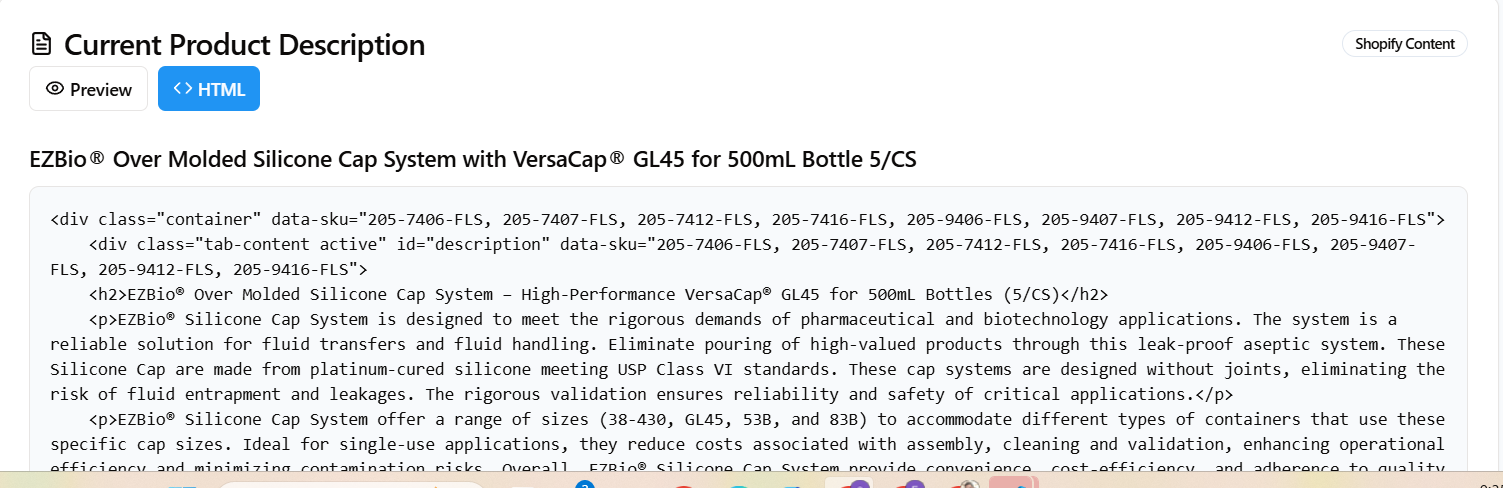 Current Product Description
Shopify Content
Preview
<> HTML
EZBio® Over Molded Silicone Cap System with VersaCap® GL45 for 500mL Bottle 5/CS
<div class="container" data-sku="205-7406-FLS, 205-7407-FLS, 205-7412-FLS, 205-7416-FLS, 205-9406-FLS, 205-9407-FLS, 205-9412-FLS, 205-9416-FLS">
<div class="tab-content active" id="description" data-sku="205-7406-FLS, 205-7407-FLS, 205-7412-FLS, 205-7416-FLS, 205-9406-FLS, 205-9407-
FLS, 205-9412-FLS, 205-9416-FLS">
<h2>EZBio® Over Molded Silicone Cap System – High-Performance VersaCap® GL45 for 500mL Bottles (5/CS)</h2>
<p>EZBio® Silicone Cap System is designed to meet the rigorous demands of pharmaceutical and biotechnology applications. The system is a
reliable solution for fluid transfers and fluid handling. Eliminate pouring of high-valued products through this leak-proof aseptic system. These
Silicone Cap are made from platinum-cured silicone meeting USP Class VI standards. These cap systems are designed without joints, eliminating the
risk of fluid entrapment and leakages. The rigorous validation ensures reliability and safety of critical applications.</p>
<p>EZBio® Silicone Cap System offer a range of sizes (38-430, GL45, 53B, and 83B) to accommodate different types of containers that use these
specific cap sizes. Ideal for single-use applications, they reduce costs associated with assembly, cleaning and validation, enhancing operational
efficiency and minimizing contamination risks. Overall, EZBio® Silicone Cap System provide convenience, cost-efficiency, and adherence to quality